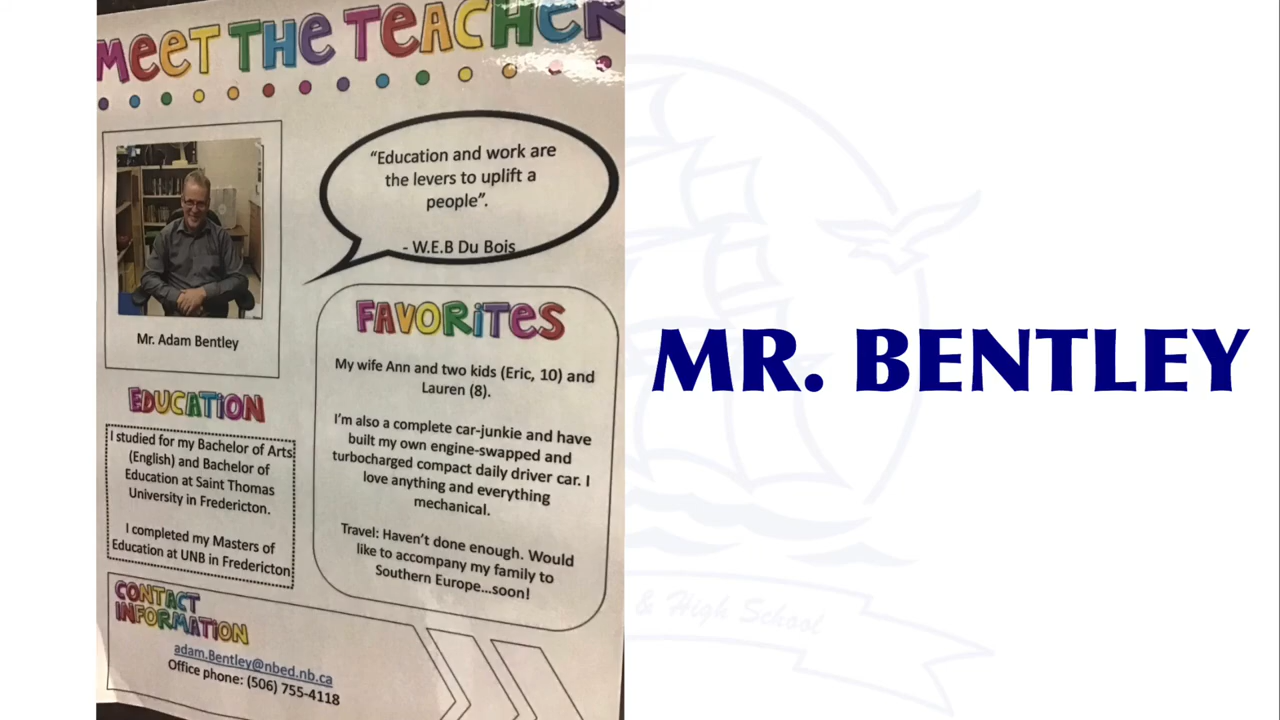 MEET THE TEACHER
“Education and work are
the levers to uplift a
people”.
- W.E.B Du Bois
Mr. Adam Bentley
EDUCATION
I studied for my Bachelor of Arts
(English) and Bachelor of
Education at Saint Thomas
University in Fredericton.
I completed my Masters of
Education at UNB in Fredericton
FAVORITES
My wife Ann and two kids (Eric, 10) and
Lauren (8).
I'm also a complete car-junkie and have
built my own engine-swapped and
turbocharged compact daily driver car. I
love anything and everything
mechanical.
Travel: Haven't done enough. Would
like to accompany my family to
Southern Europe...soon!
CONTACT
INFORMATION
adam.Bentley@nbed.nb.ca
Office phone: (506) 755-4118
MR. BENTLEY
& High School